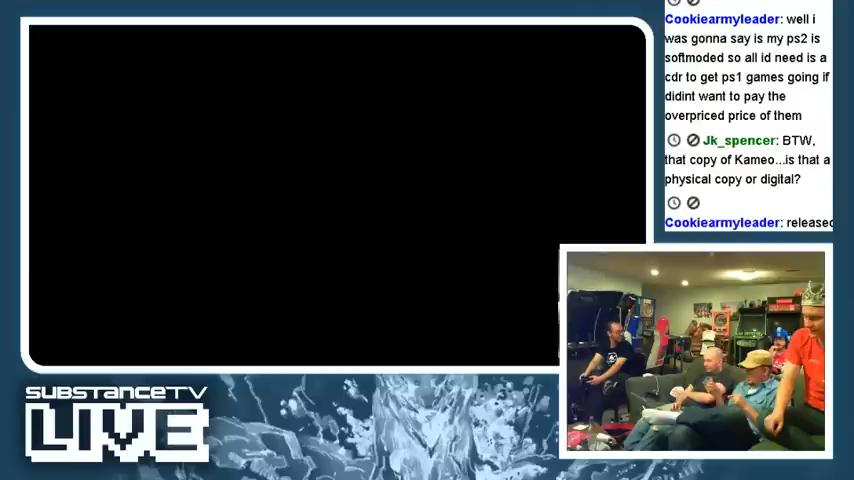 Cookiearmyleader: well i
was gonna say is my ps2 is
softmoded so all id need is a
cdr to get ps1 games going if
didint want to pay the
overpriced price of them
Jk_spencer: BTW,
that copy of Kameo...is that a
physical copy or digital?
Cookiearmyleader: released
SUBSTANCETV
LIVE